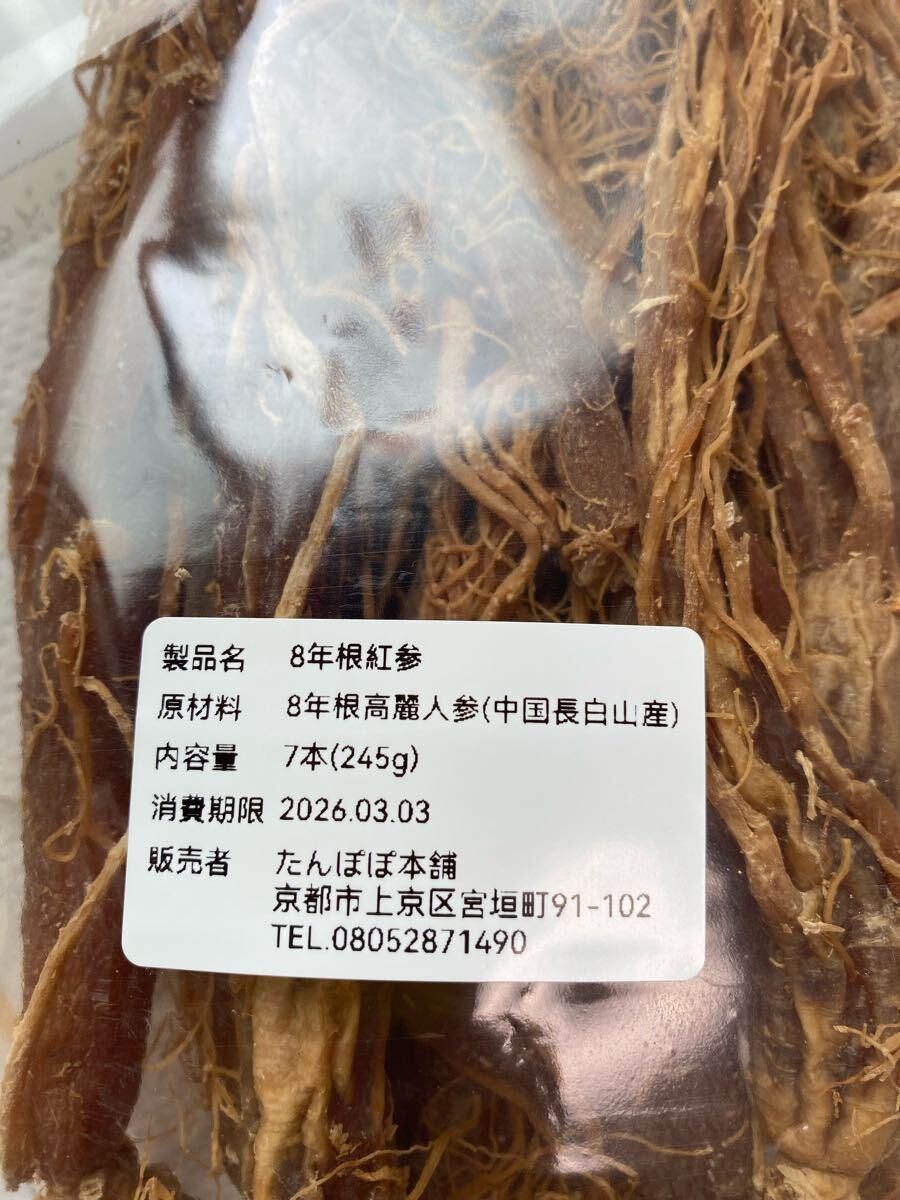 製品名 8年根紅参
原材料 8年根高麗人参(中国長白山産)
内容量 7本(245g)
消費期限 2026.03.03
販売者 たんぽぽ本舗
京都市上京区宮垣町91-102
TEL.08052871490